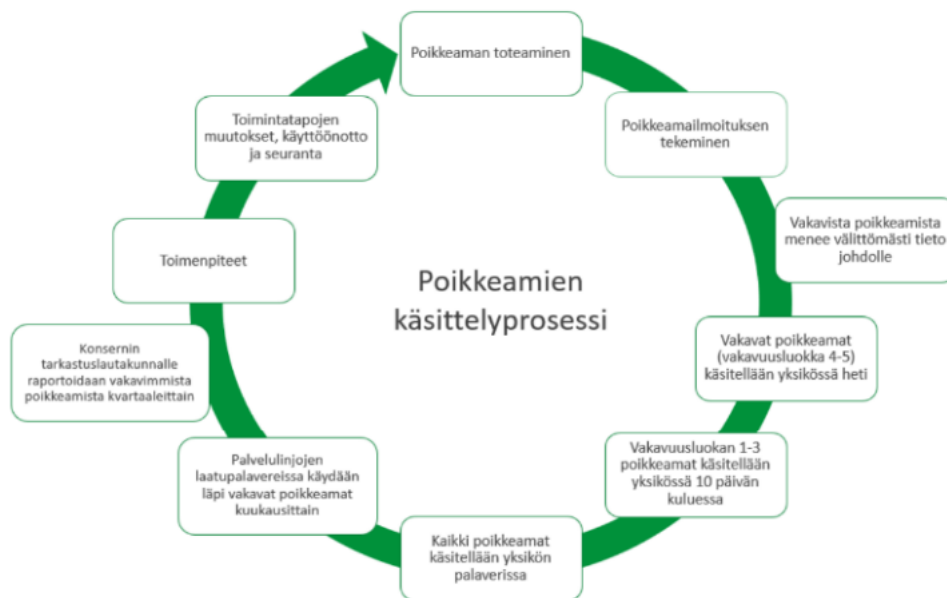 Poikkeaman toteaminen
Poikkeamailmoituksen
tekeminen
Vakavista poikkeamista
menee välittömästi tieto
johdolle
Vakavat poikkeamat
(vakavuusluokka 4-5)
käsitellään yksikössä heti
Vakavuusluokan 1-3
poikkeamat käsitellään
yksikössä 10 päivän
kuluessa
Kaikki poikkeamat
käsitellään yksikön
palaverissa
Palvelulinjojen
laatupalavereissa käydään
läpi vakavat poikkeamat
kuukausittain
Konsernin
tarkastuslautakunnalle
raportoidaan vakavimmista
poikkeamista kvartaaleittain
Toimenpiteet
Toimintatapojen
muutokset, käyttöönotto
ja seuranta
Poikkeamien
käsittelyprosessi